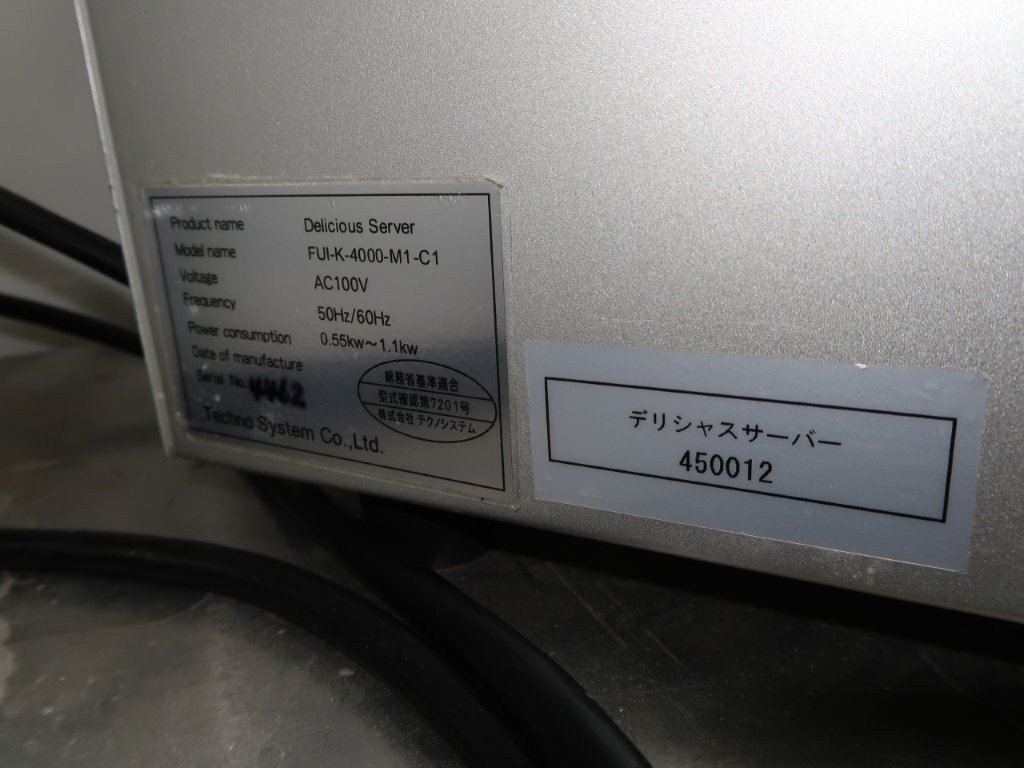 Product name Delicious Server
Model name FUI-K-4000-M1-C1
Voltage AC100V
Frequency 50Hz/60Hz
Power consumption 0.55kw～1.1kw
Date of manufacture
Serial No. 4462
総務省基準適合
型式確認第7201号
株式会社 テクノシステム
Techno System Co.,Ltd.
デリシャスサーバー
450012